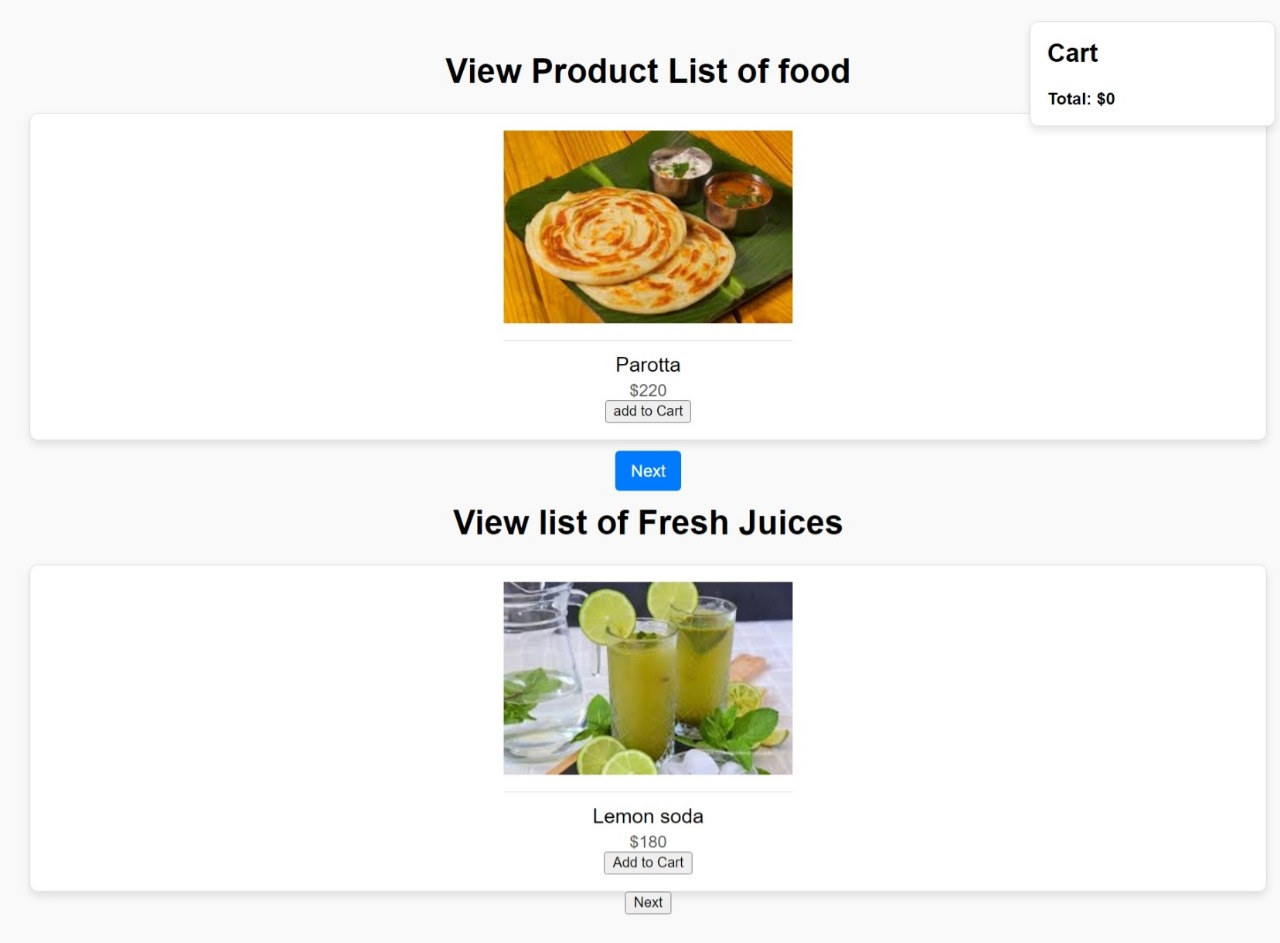 Cart
Total: $0
View Product List of food
Parotta
$220
add to Cart
Next
View list of Fresh Juices
Lemon soda
$180
Add to Cart
Next